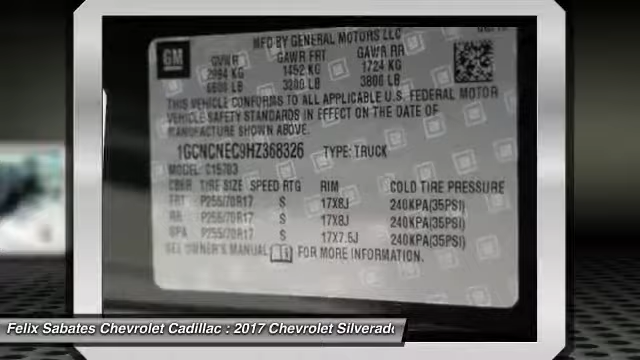 GM
MFD BY GENERAL MOTORS LLC
GVWR GAWR FRT GAWR RR
2994 KG 1452 KG 1724 KG
6600 LB 3200 LB 3800 LB
THIS VEHICLE CONFORMS TO ALL APPLICABLE U.S. FEDERAL MOTOR
VEHICLE SAFETY STANDARDS IN EFFECT ON THE DATE OF
MANUFACTURE SHOWN ABOVE.
1GCNCNEC9HZ368326 TYPE: TRUCK
MODEL: C15703
TIRE SIZE SPEED RTG RIM COLD TIRE PRESSURE
FRT P255/70R17 S 17X8J 240KPA(35PSI)
RR P255/70R17 S 17X8J 240KPA(35PSI)
SPA P255/70R17 S 17X7.5J 240KPA(35PSI)
SEE OWNER'S MANUAL FOR MORE INFORMATION.
Felix Sabates Chevrolet Cadillac : 2017 Chevrolet Silverado